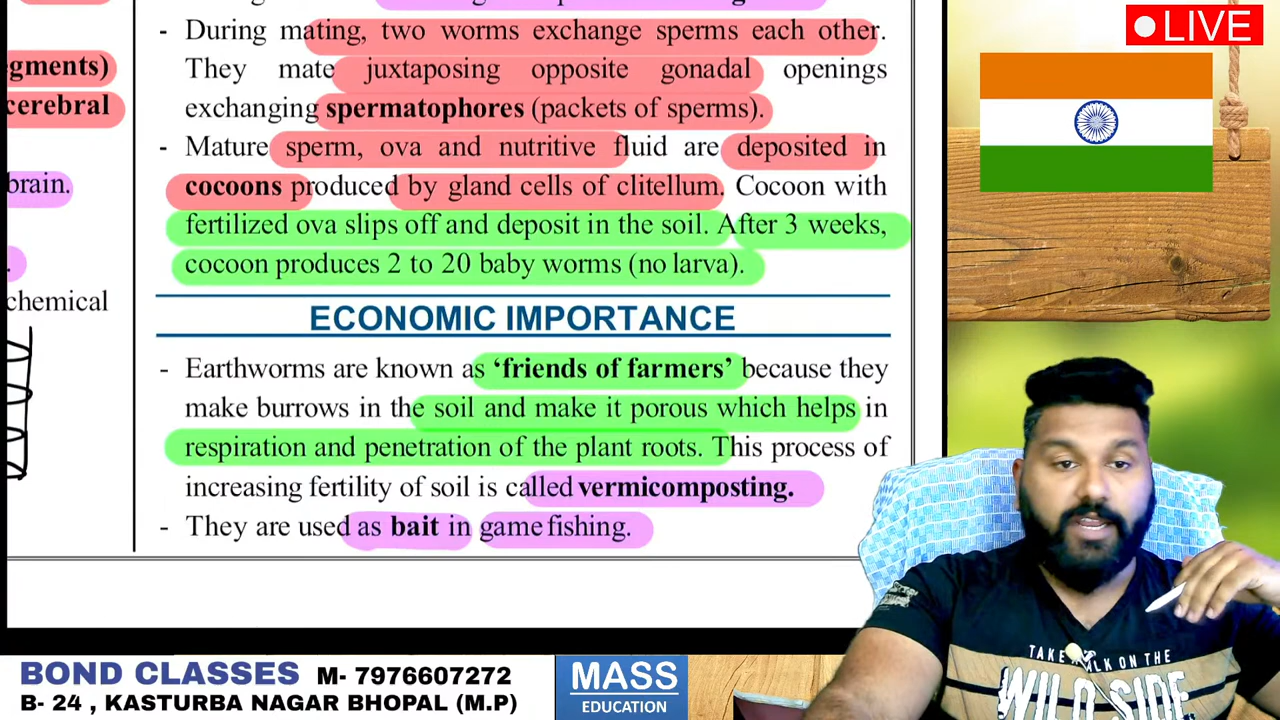 - During mating, two worms exchange sperms each other.
They mate juxtaposing opposite gonadal openings
exchanging spermatophores (packets of sperms).
- Mature sperm, ova and nutritive fluid are deposited in
cocoons produced by gland cells of clitellum. Cocoon with
fertilized ova slips off and deposit in the soil. After 3 weeks,
cocoon produces 2 to 20 baby worms (no larva).
ECONOMIC IMPORTANCE
- Earthworms are known as ‘friends of farmers’ because they
make burrows in the soil and make it porous which helps in
respiration and penetration of the plant roots. This process of
increasing fertility of soil is called vermicomposting.
- They are used as bait in game fishing.
gments)
cerebral
brain.
chemical
LIVE
TAKE A WALK ON THE
WILD SIDE
BOND CLASSES M- 7976607272
B- 24 , KASTURBA NAGAR BHOPAL (M.P)
MASS
EDUCATION